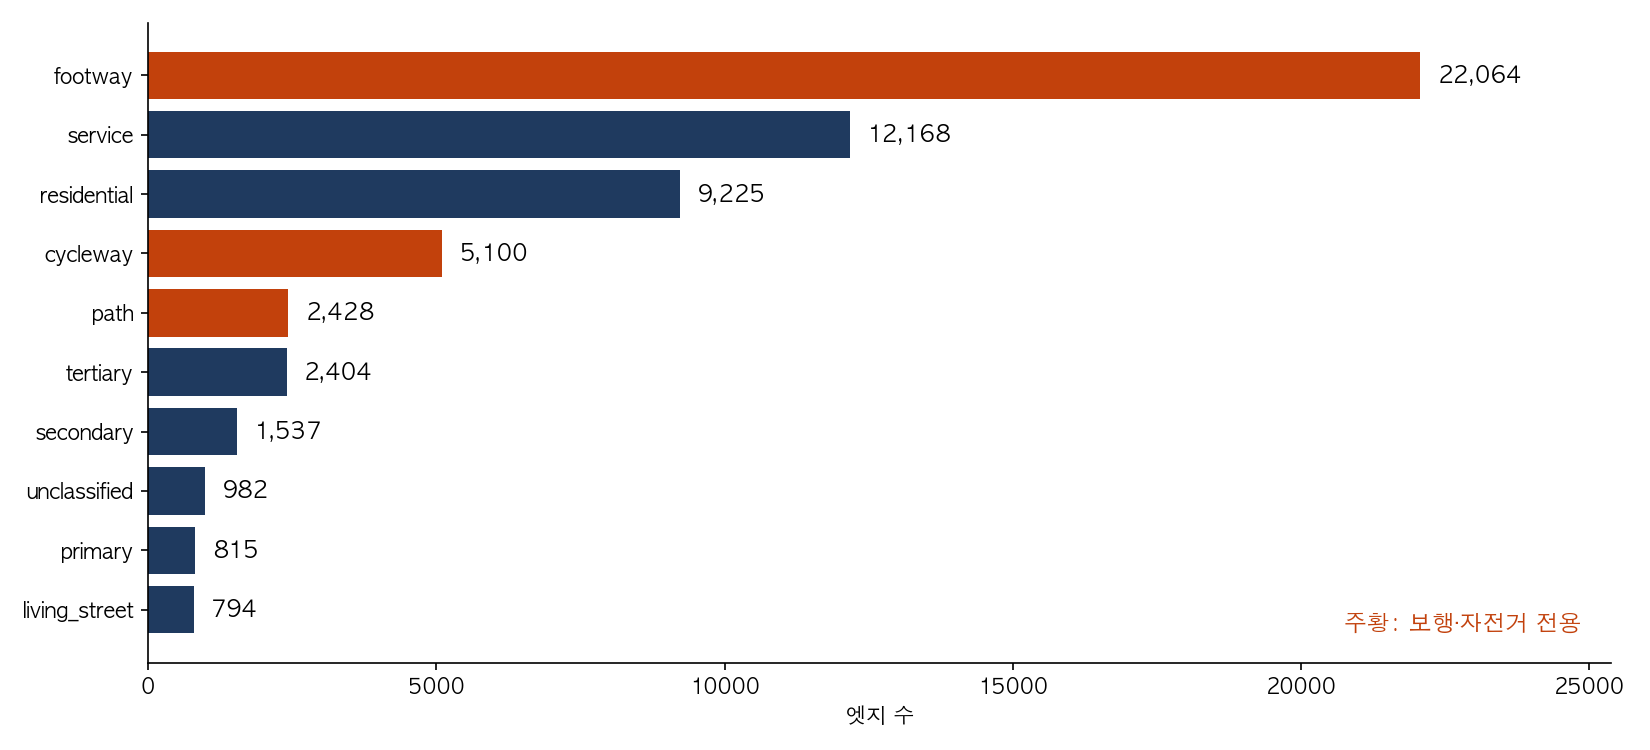 footway 22,064
service 12,168
residential 9,225
cycleway 5,100
path 2,428
tertiary 2,404
secondary 1,537
unclassified 982
primary 815
living_street 794
주황: 보행·자전거 전용
0 5000 10000 15000 20000 25000
엣지 수